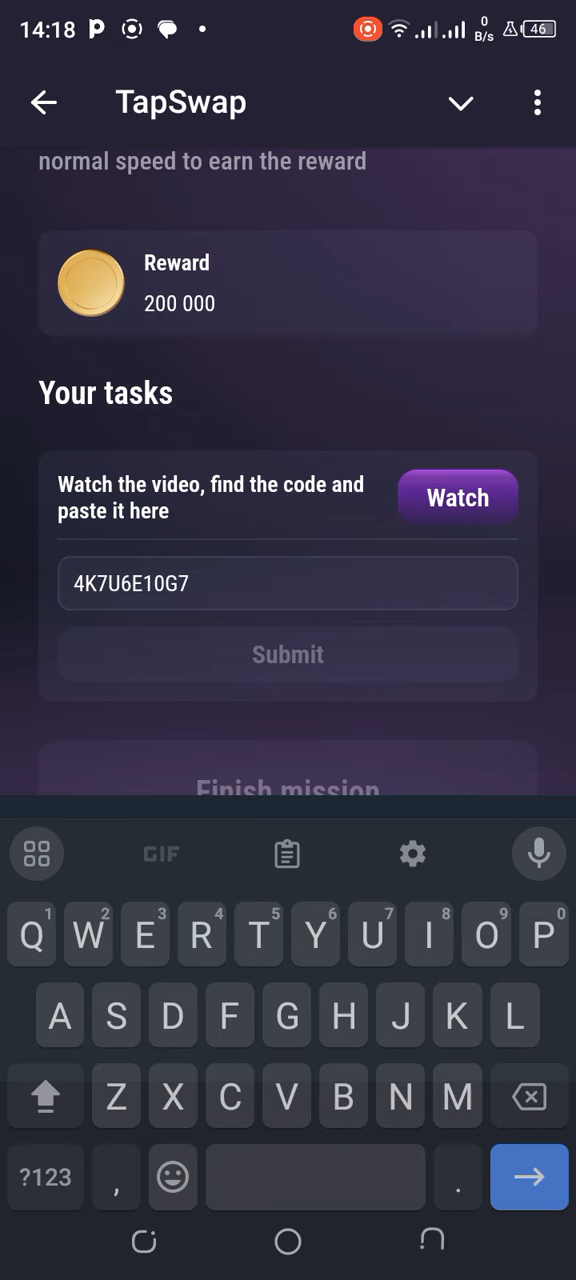 14:18
0
B/s
46
TapSwap
normal speed to earn the reward
Reward
200 000
Your tasks
Watch the video, find the code and
paste it here
Watch
4K7U6E10G7
Submit
Finish mission
GIF
1 2 3 4 5 6 7 8 9 0
Q W E R T Y U I O P
A S D F G H J K L
Z X C V B N M
?123 , .